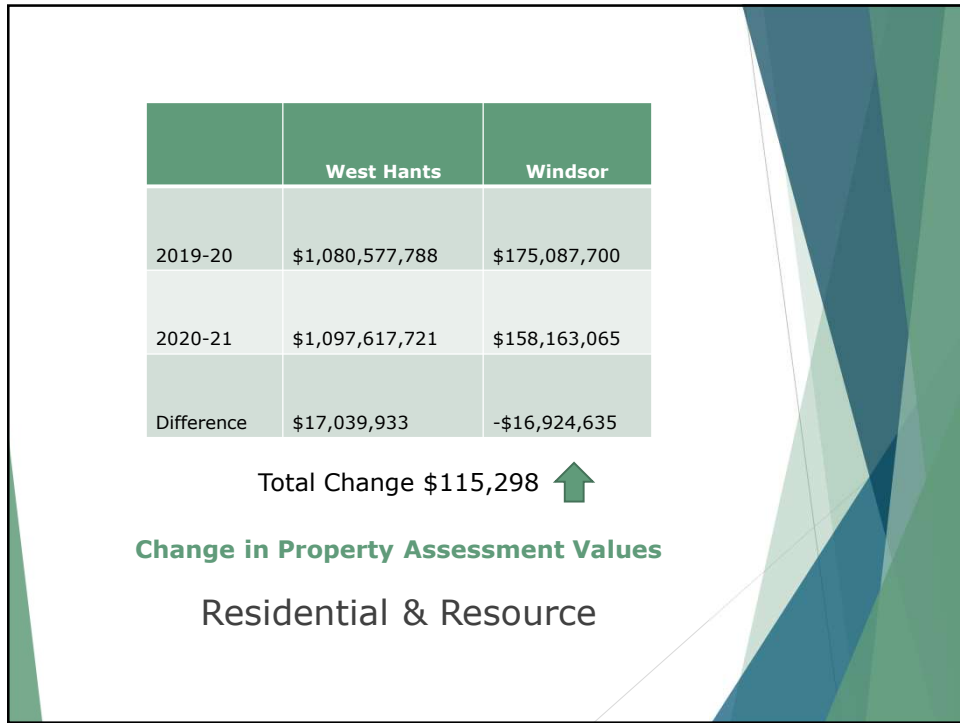 West Hants Windsor
2019-20 $1,080,577,788 $175,087,700
2020-21 $1,097,617,721 $158,163,065
Difference $17,039,933 -$16,924,635
Total Change $115,298
Change in Property Assessment Values
Residential & Resource